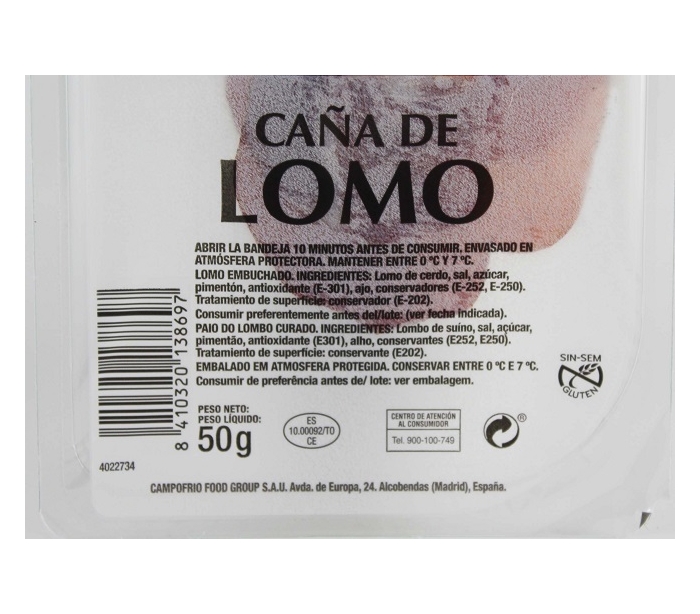 CAÑA DE
LOMO
ABRIR LA BANDEJA 10 MINUTOS ANTES DE CONSUMIR. ENVASADO EN
ATMÓSFERA PROTECTORA. MANTENER ENTRE 0 ºC Y 7 ºC.
LOMO EMBUCHADO. INGREDIENTES: Lomo de cerdo, sal, azúcar,
pimentón, antioxidante (E-301), ajo, conservadores (E-252, E-250).
Tratamiento de superficie: conservador (E-202).
Consumir preferentemente antes del/lote: (ver fecha indicada).
PAIO DO LOMBO CURADO. INGREDIENTES: Lombo de suíno, sal, açúcar,
pimentão, antioxidante (E301), alho, conservantes (E252, E250).
Tratamiento de superfície: conservante (E202).
EMBALADO EM ATMOSFERA PROTEGIDA. CONSERVAR ENTRE 0 ºC E 7 ºC.
Consumir de preferência antes de/ lote: ver embalagem.
SIN-SEM
GLUTEN
8 410320 138697
PESO NETO:
PESO LÍQUIDO:
50g
ES
10.00092/TO
CE
CENTRO DE ATENCIÓN
AL CONSUMIDOR
Tel. 900-100-749
®
4022734
CAMPOFRIO FOOD GROUP S.A.U. Avda. de Europa, 24. Alcobendas (Madrid), España.